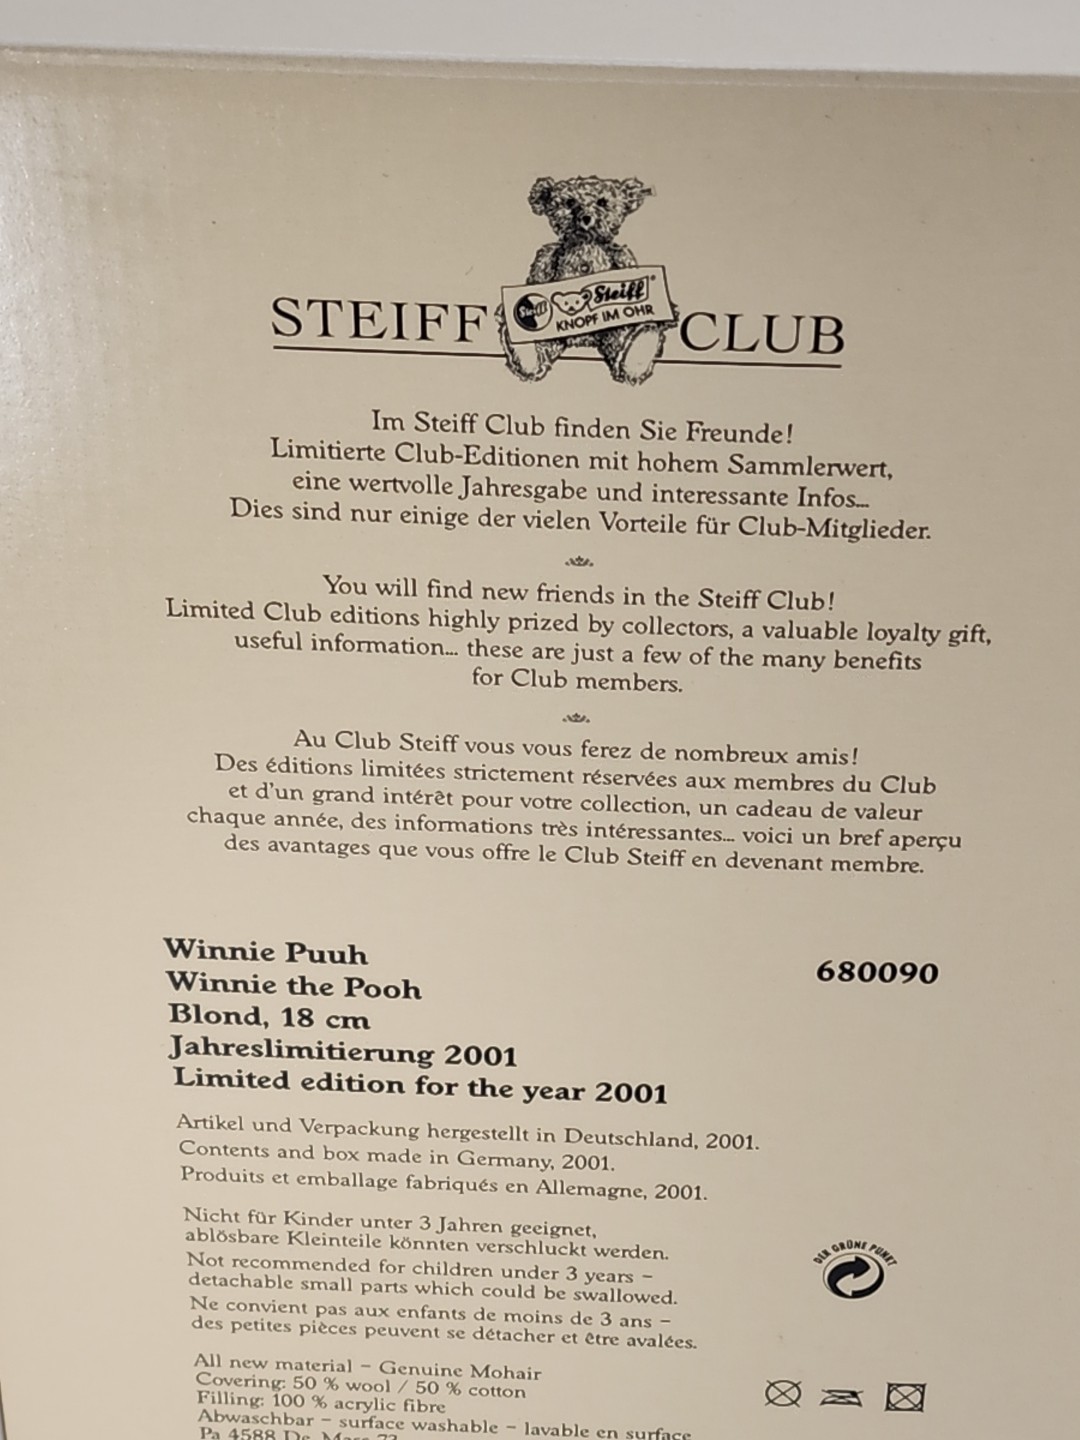 STEIFF CLUB
Steiff Steiff
KNOPF IM OHR
Im Steiff Club finden Sie Freunde!
Limitierte Club-Editionen mit hohem Sammlerwert,
eine wertvolle Jahresgabe und interessante Infos...
Dies sind nur einige der vielen Vorteile für Club-Mitglieder.
You will find new friends in the Steiff Club!
Limited Club editions highly prized by collectors, a valuable loyalty gift,
useful information... these are just a few of the many benefits
for Club members.
Au Club Steiff vous vous ferez de nombreux amis!
Des éditions limitées strictement réservées aux membres du Club
et d'un grand intérêt pour votre collection, un cadeau de valeur
chaque année, des informations très intéressantes... voici un bref aperçu
des avantages que vous offre le Club Steiff en devenant membre.
Winnie Puuh
680090
Winnie the Pooh
Blond, 18 cm
Jahreslimitierung 2001
Limited edition for the year 2001
Artikel und Verpackung hergestellt in Deutschland, 2001.
Contents and box made in Germany, 2001.
Produits et emballage fabriqués en Allemagne, 2001.
Nicht für Kinder unter 3 Jahren geeignet,
ablösbare Kleinteile könnten verschluckt werden.
Not recommended for children under 3 years –
detachable small parts which could be swallowed.
Ne convient pas aux enfants de moins de 3 ans –
des petites pièces peuvent se détacher et être avalées.
DER GRÜNE PUNKT
All new material – Genuine Mohair
Covering: 50 % wool / 50 % cotton
Filling: 100 % acrylic fibre
Abwaschbar – surface washable – lavable en surface
Pa 4588 De, Mass 73